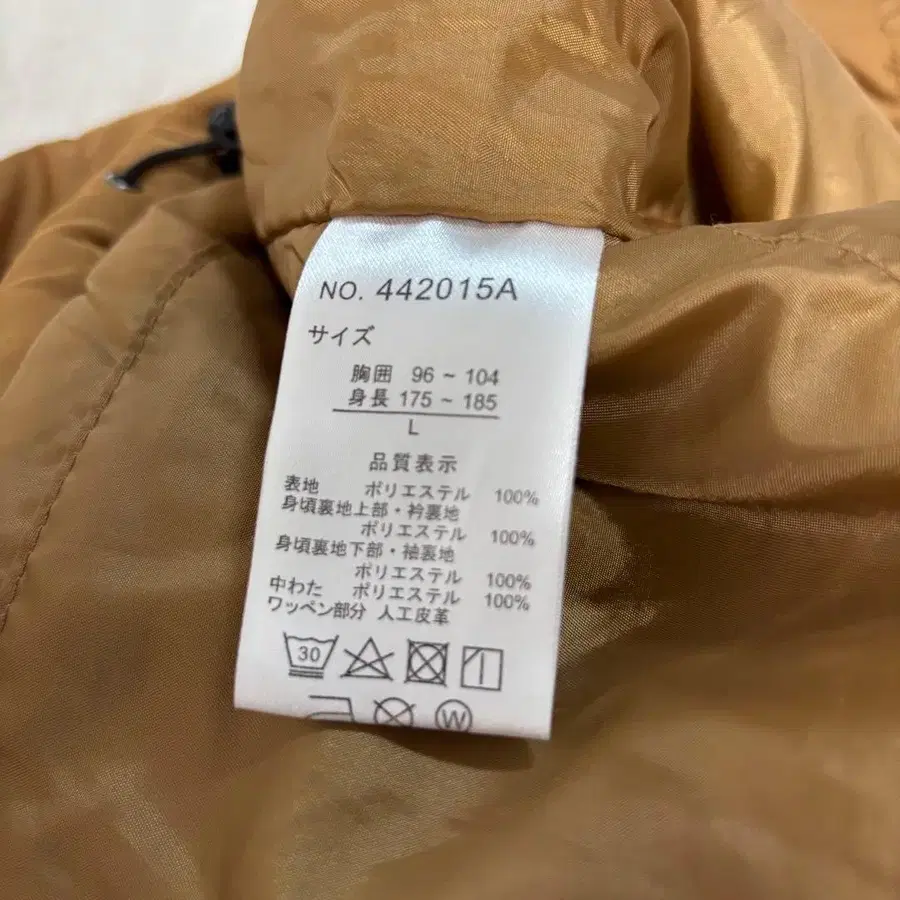 NO. 442015A
サイズ
胸囲 96 ~ 104
身長 175 ~ 185
L
品質表示
表地 ポリエステル 100%
身頃裏地上部・衿裏地
ポリエステル 100%
身頃裏地下部・袖裏地
ポリエステル 100%
中わた ポリエステル 100%
ワッペン部分 人工皮革
30
W